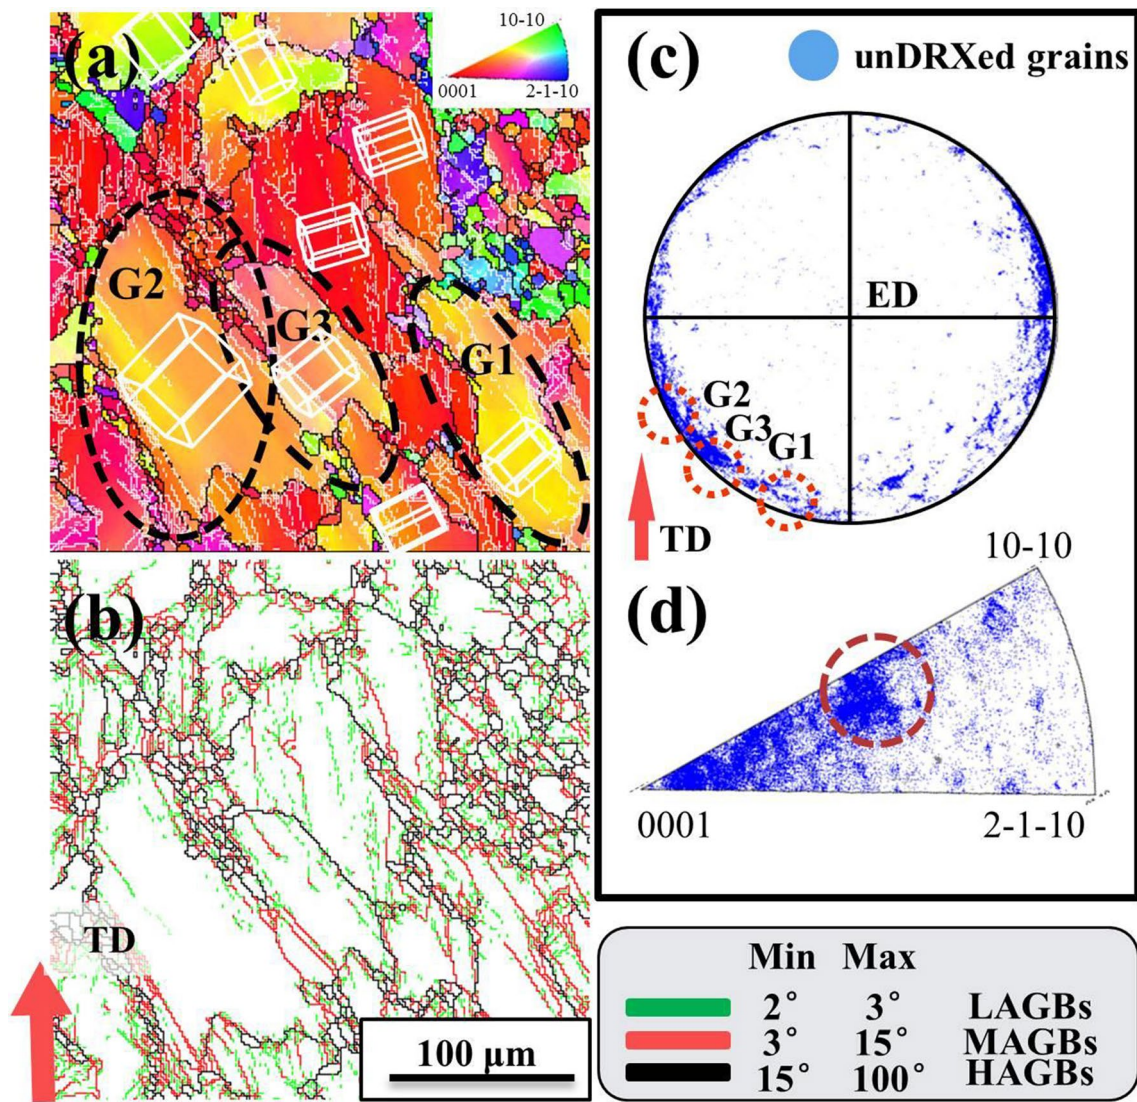 (a)
10-10
0001
2-1-10
G2
G3
G1
(b)
TD
100 μm
(c)
unDRXed grains
ED
G2
G3
G1
TD
(d)
10-10
0001
2-1-10
Min Max
2° 3° LAGBs
3° 15° MAGBs
15° 100° HAGBs